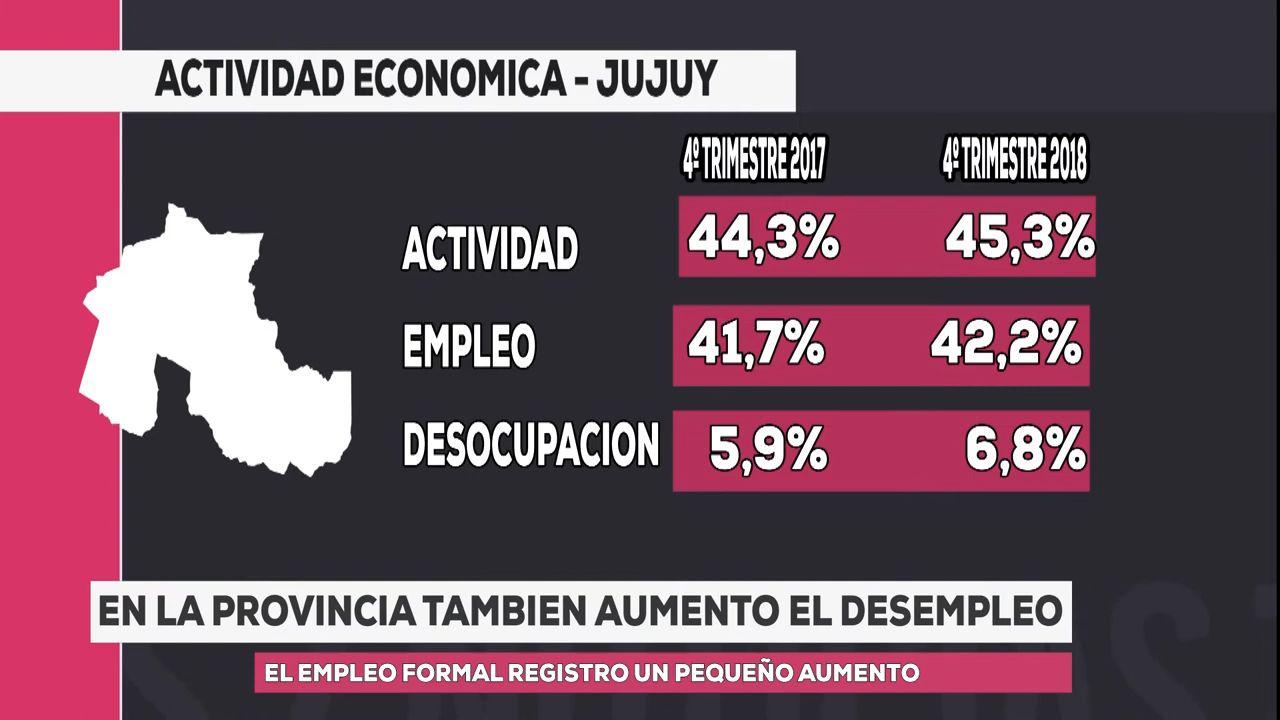 ACTIVIDAD ECONOMICA - JUJUY
4º TRIMESTRE 2017 4º TRIMESTRE 2018
ACTIVIDAD 44,3% 45,3%
EMPLEO 41,7% 42,2%
DESOCUPACION 5,9% 6,8%
EN LA PROVINCIA TAMBIEN AUMENTO EL DESEMPLEO
EL EMPLEO FORMAL REGISTRO UN PEQUEÑO AUMENTO